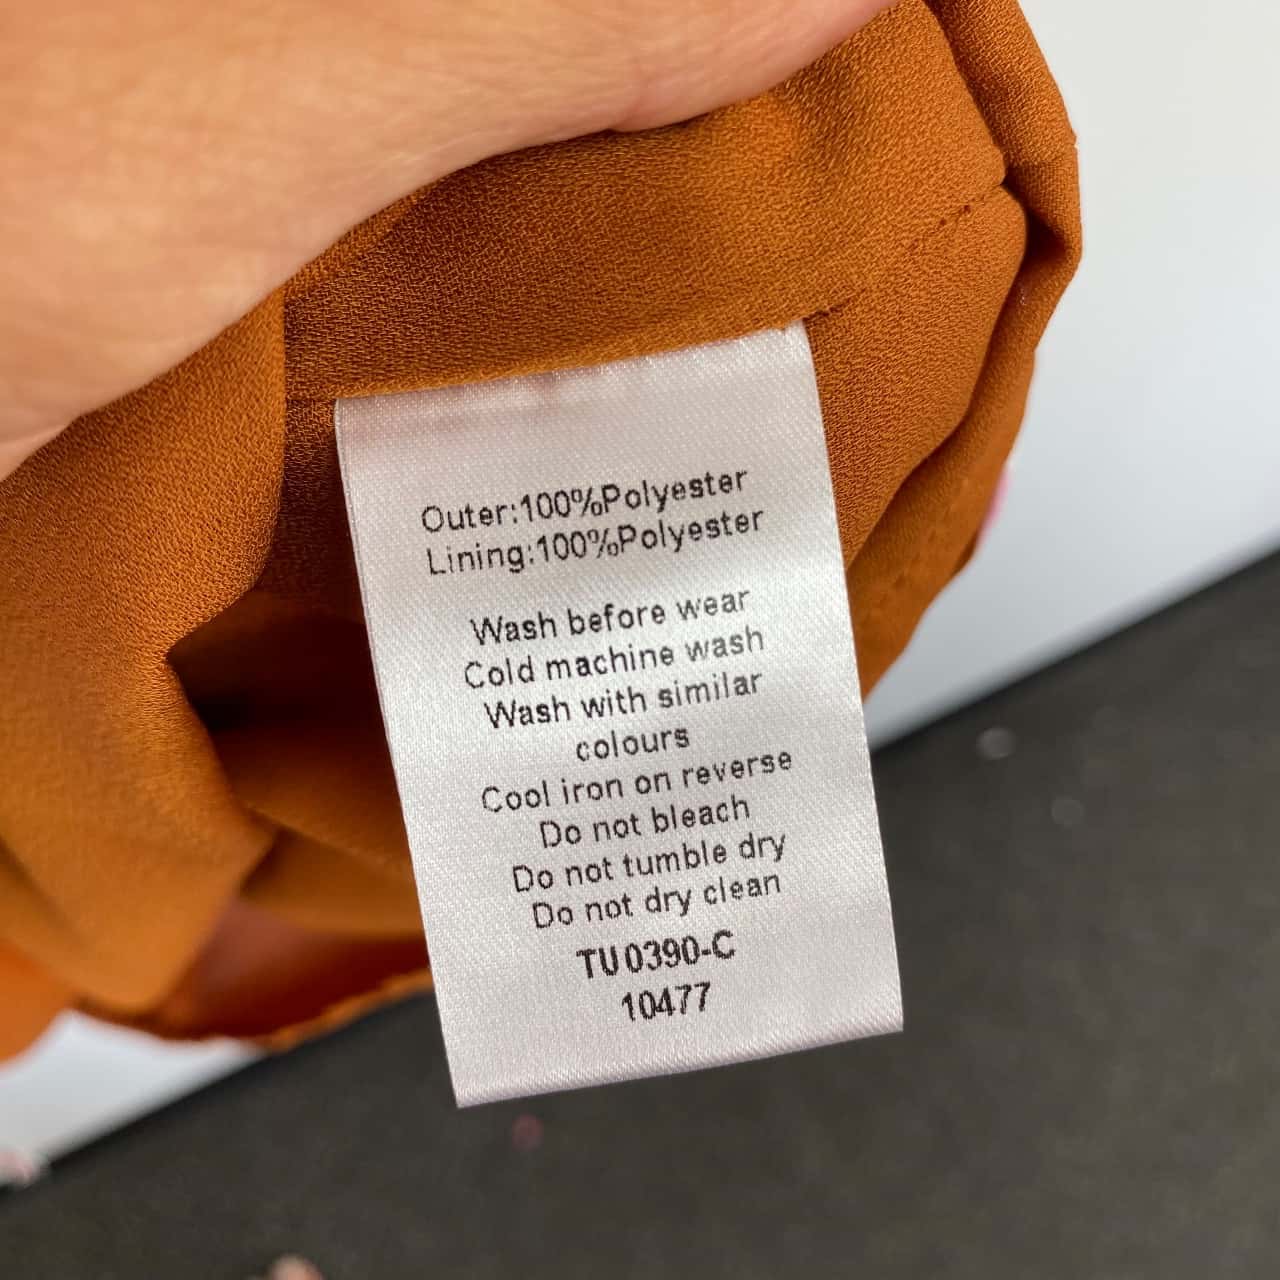 Outer:100%Polyester
Lining:100%Polyester
Wash before wear
Cold machine wash
Wash with similar
colours
Cool iron on reverse
Do not bleach
Do not tumble dry
Do not dry clean
TU0390-C
10477